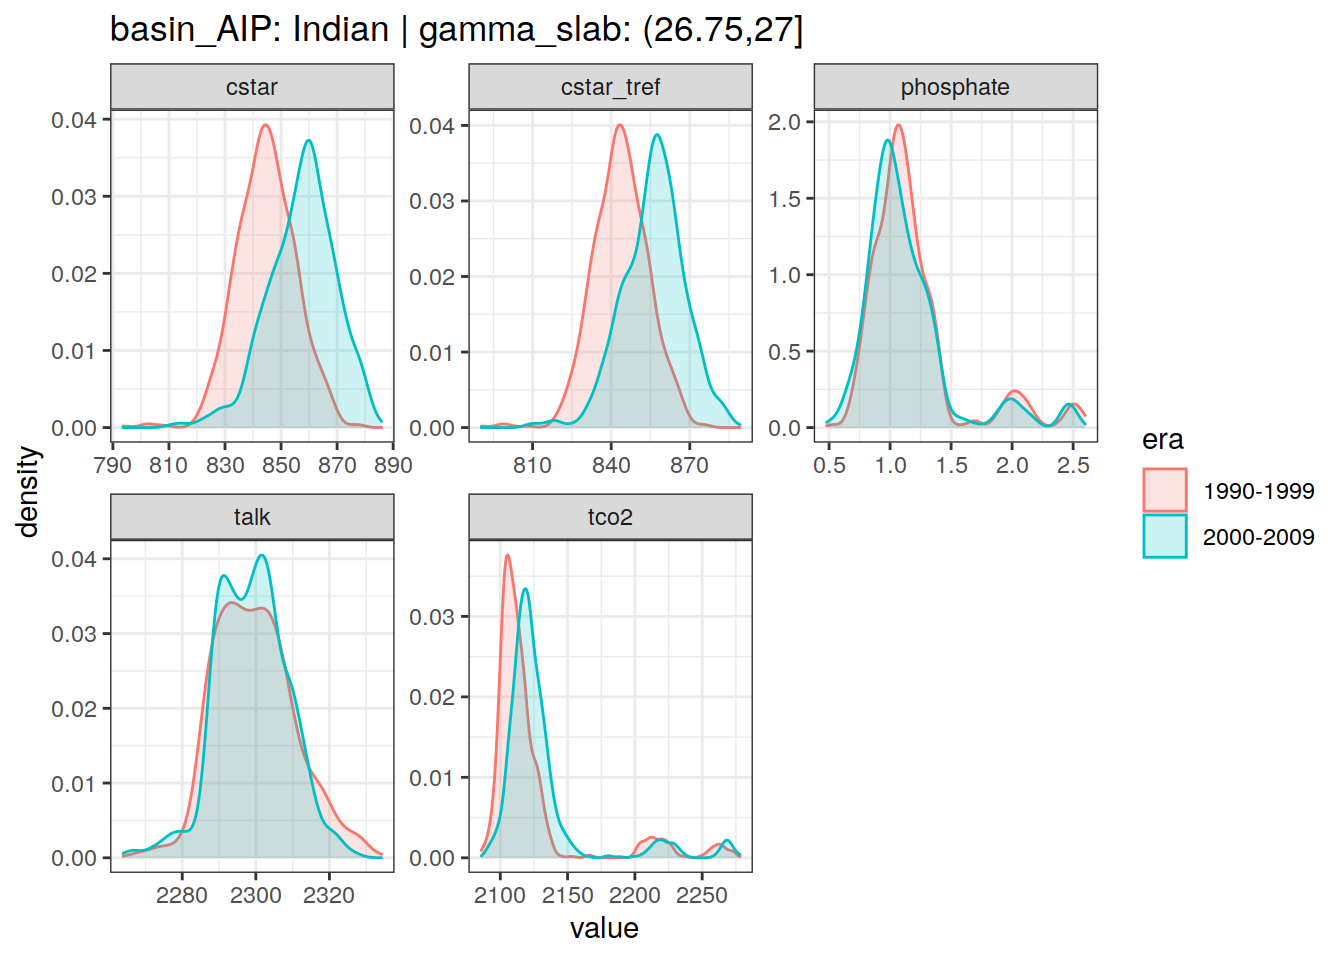 basin_AIP: Indian | gamma_slab: (26.75,27]
cstar
cstar_tref
phosphate
0.04
0.03
0.02
0.01
0.00
790 810 830 850 870 890
0.04
0.03
0.02
0.01
0.00
810 840 870
2.0
1.5
1.0
0.5
0.0
0.5 1.0 1.5 2.0 2.5
density
talk
tco2
0.04
0.03
0.02
0.01
0.00
2280 2300 2320
0.03
0.02
0.01
0.00
2100 2150 2200 2250
value
era
1990-1999
2000-2009